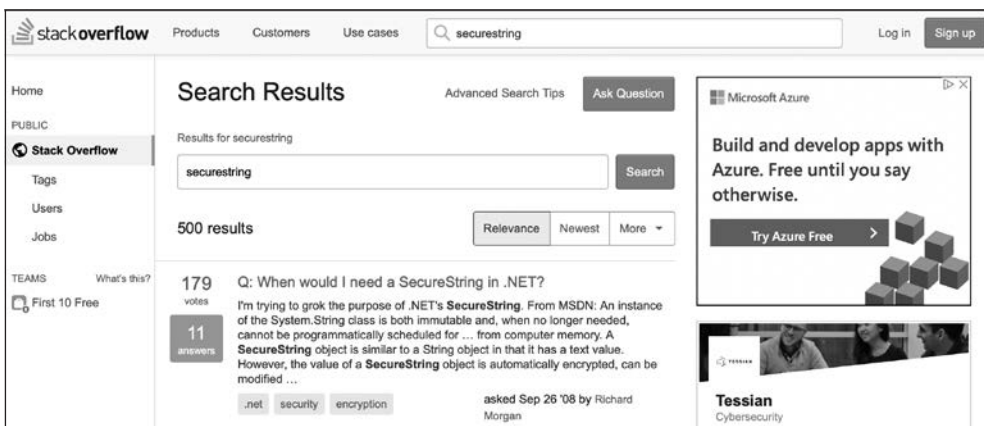 stackoverflow Products Customers Use cases securestring Log in Sign up
Home
PUBLIC
Stack Overflow
Tags
Users
Jobs
TEAMS What's this?
First 10 Free
Search Results Advanced Search Tips Ask Question
Results for securestring
securestring Search
500 results Relevance Newest More
179
votes
11
answers
Q: When would I need a SecureString in .NET?
I'm trying to grok the purpose of .NET's SecureString. From MSDN: An instance
of the System.String class is both immutable and, when no longer needed,
cannot be programmatically scheduled for ... from computer memory. A
SecureString object is similar to a String object in that it has a text value.
However, the value of a SecureString object is automatically encrypted, can be
modified ...
.net security encryption
asked Sep 26 '08 by Richard
Morgan
Microsoft Azure
Build and develop apps with
Azure. Free until you say
otherwise.
Try Azure Free
TESSIAN
Tessian
Cybersecurity